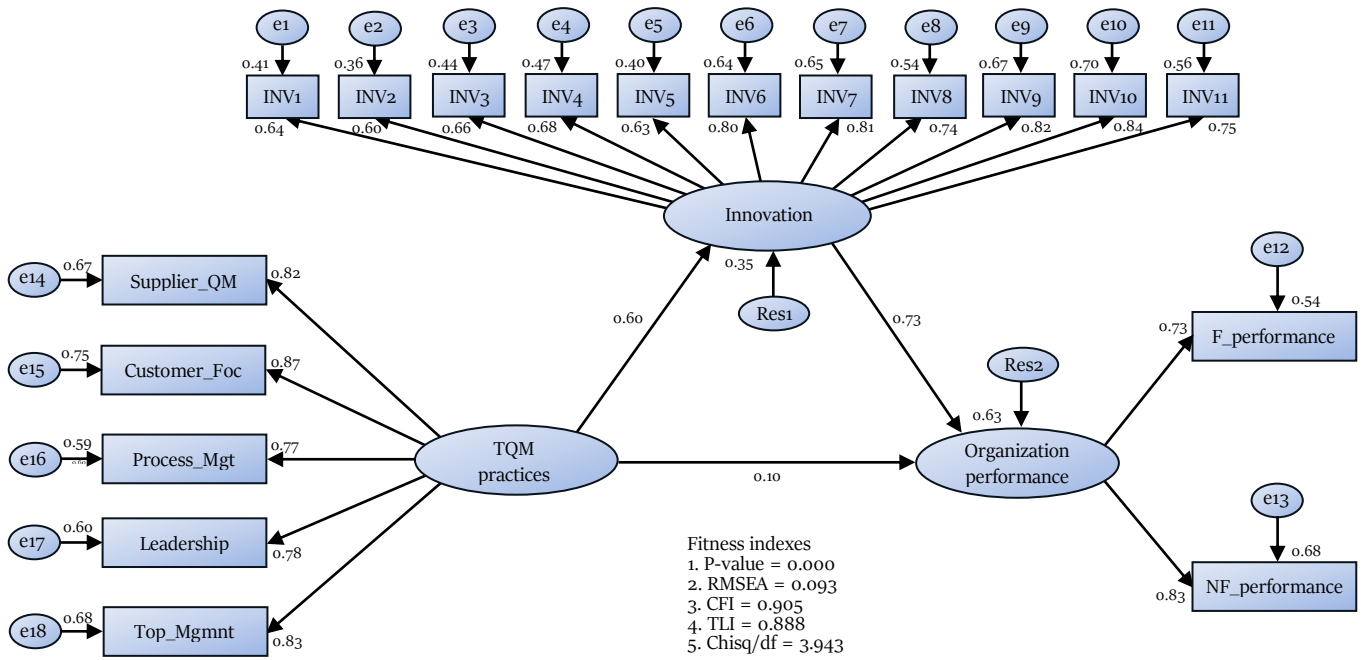 e1 e2 e3 e4 e5 e6 e7 e8 e9 e10 e11
0.41 0.36 0.44 0.47 0.40 0.64 0.65 0.54 0.67 0.70 0.56
INV1 INV2 INV3 INV4 INV5 INV6 INV7 INV8 INV9 INV10 INV11
0.64 0.60 0.66 0.68 0.63 0.80 0.81 0.74 0.82 0.84 0.75
Innovation
0.35
Res1
e14 0.67 Supplier_QM 0.82
e15 0.75 Customer_Foc 0.87
e16 0.59 Process_Mgt 0.77
e17 0.60 Leadership 0.78
e18 0.68 Top_Mgmnt 0.83
TQM
practices
0.60
0.73
0.10
Res2
0.63
Organization
performance
e12
0.54
0.73 F_performance
e13
0.68
0.83 NF_performance
Fitness indexes
1. P-value = 0.000
2. RMSEA = 0.093
3. CFI = 0.905
4. TLI = 0.888
5. Chisq/df = 3.943